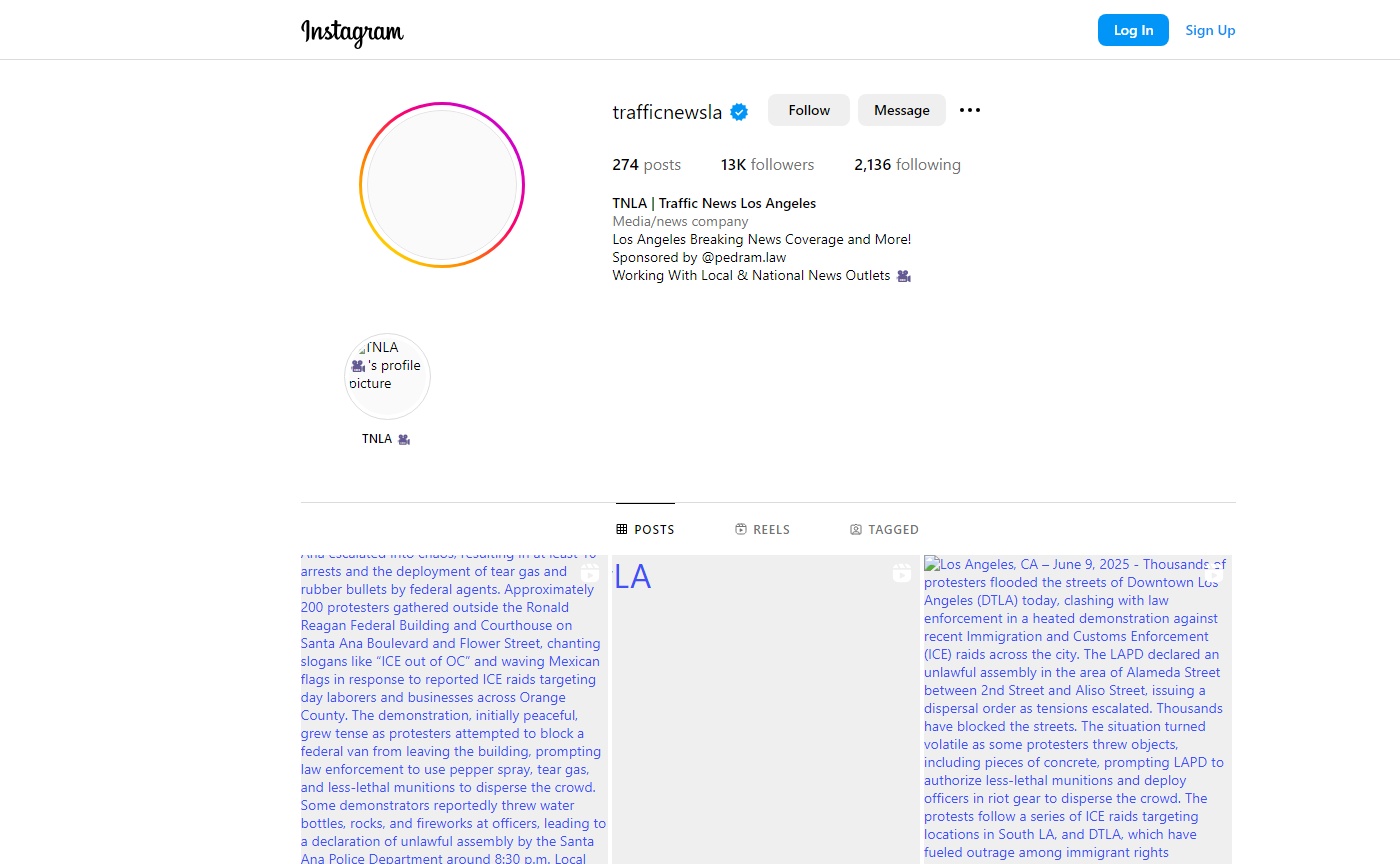 Instagram
Log In
Sign Up
trafficnewsla
Follow
Message
274 posts
13K followers
2,136 following
TNLA | Traffic News Los Angeles
Media/news company
Los Angeles Breaking News Coverage and More!
Sponsored by @pedram.law
Working With Local & National News Outlets 🎥
TNLA
🎥's profile
picture
TNLA 🎥
POSTS
REELS
TAGGED
Ana escalated into chaos, resulting in at least 10
arrests and the deployment of tear gas and
rubber bullets by federal agents. Approximately
200 protesters gathered outside the Ronald
Reagan Federal Building and Courthouse on
Santa Ana Boulevard and Flower Street, chanting
slogans like “ICE out of OC” and waving Mexican
flags in response to reported ICE raids targeting
day laborers and businesses across Orange
County. The demonstration, initially peaceful,
grew tense as protesters attempted to block a
federal van from leaving the building, prompting
law enforcement to use pepper spray, tear gas,
and less-lethal munitions to disperse the crowd.
Some demonstrators reportedly threw water
bottles, rocks, and fireworks at officers, leading to
a declaration of unlawful assembly by the Santa
Ana Police Department around 8:30 p.m. Local
LA
Los Angeles, CA – June 9, 2025 - Thousands of
protesters flooded the streets of Downtown Los
Angeles (DTLA) today, clashing with law
enforcement in a heated demonstration against
recent Immigration and Customs Enforcement
(ICE) raids across the city. The LAPD declared an
unlawful assembly in the area of Alameda Street
between 2nd Street and Aliso Street, issuing a
dispersal order as tensions escalated. Thousands
have blocked the streets. The situation turned
volatile as some protesters threw objects,
including pieces of concrete, prompting LAPD to
authorize less-lethal munitions and deploy
officers in riot gear to disperse the crowd. The
protests follow a series of ICE raids targeting
locations in South LA, and DTLA, which have
fueled outrage among immigrant rights